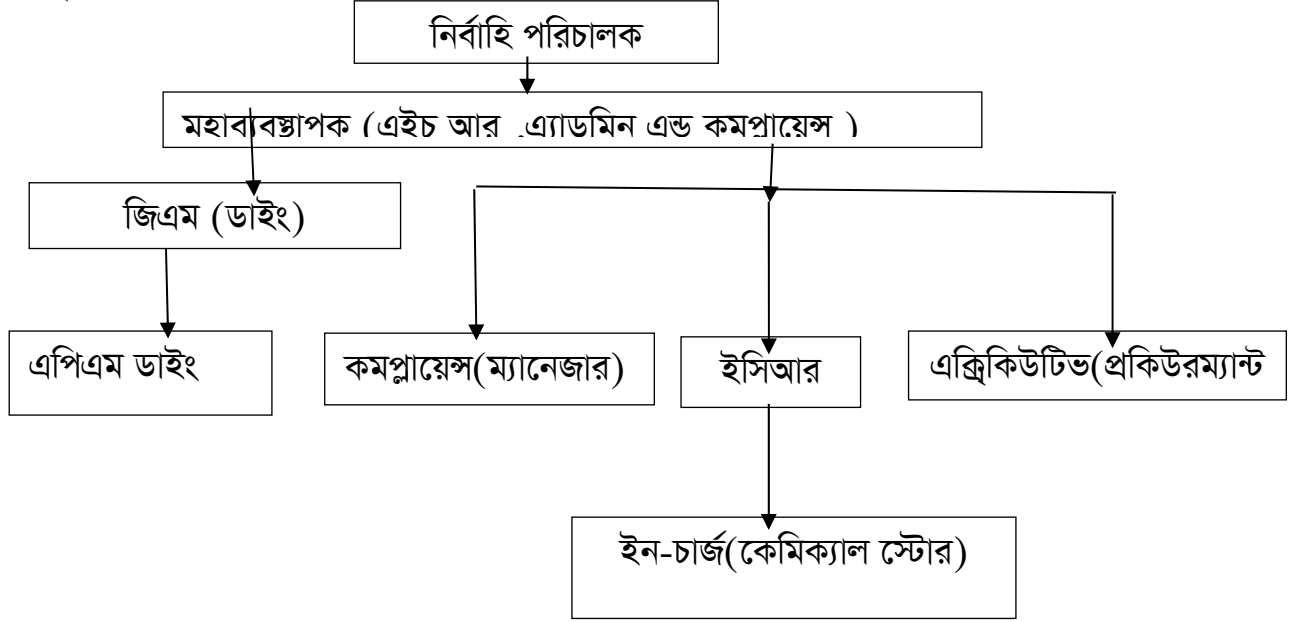 নির্বাহি পরিচালক
মহাব্যবস্থাপক (এইচ আর .এ্যাডমিন এন্ড কমপ্লায়েন্স )
জিএম (ডাইং)
এপিএম ডাইং
কমপ্লায়েন্স(ম্যানেজার)
ইসিআর
এক্রিকিউটিভ(প্রকিউরম্যান্ট
ইন-চার্জ(কেমিক্যাল স্টোর)